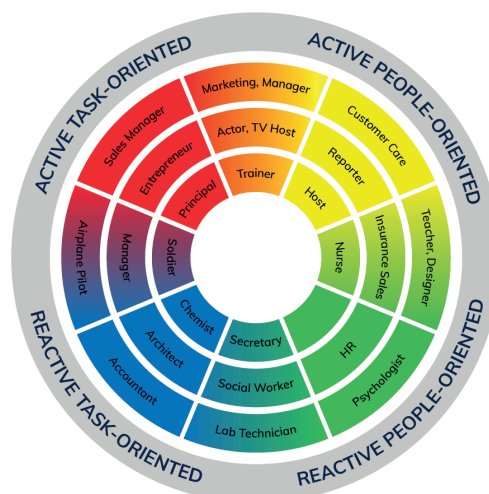 ACTIVE TASK-ORIENTED
ACTIVE PEOPLE-ORIENTED
Marketing, Manager
Sales Manager
Customer Care
Actor, TV Host
Entrepreneur
Reporter
Trainer
Principal
Host
Airplane Pilot
Manager
Soldier
Nurse
Insurance Sales
Teacher, Designer
Chemist
Secretary
HR
Architect
Social Worker
Psychologist
Accountant
Lab Technician
REACTIVE TASK-ORIENTED
REACTIVE PEOPLE-ORIENTED